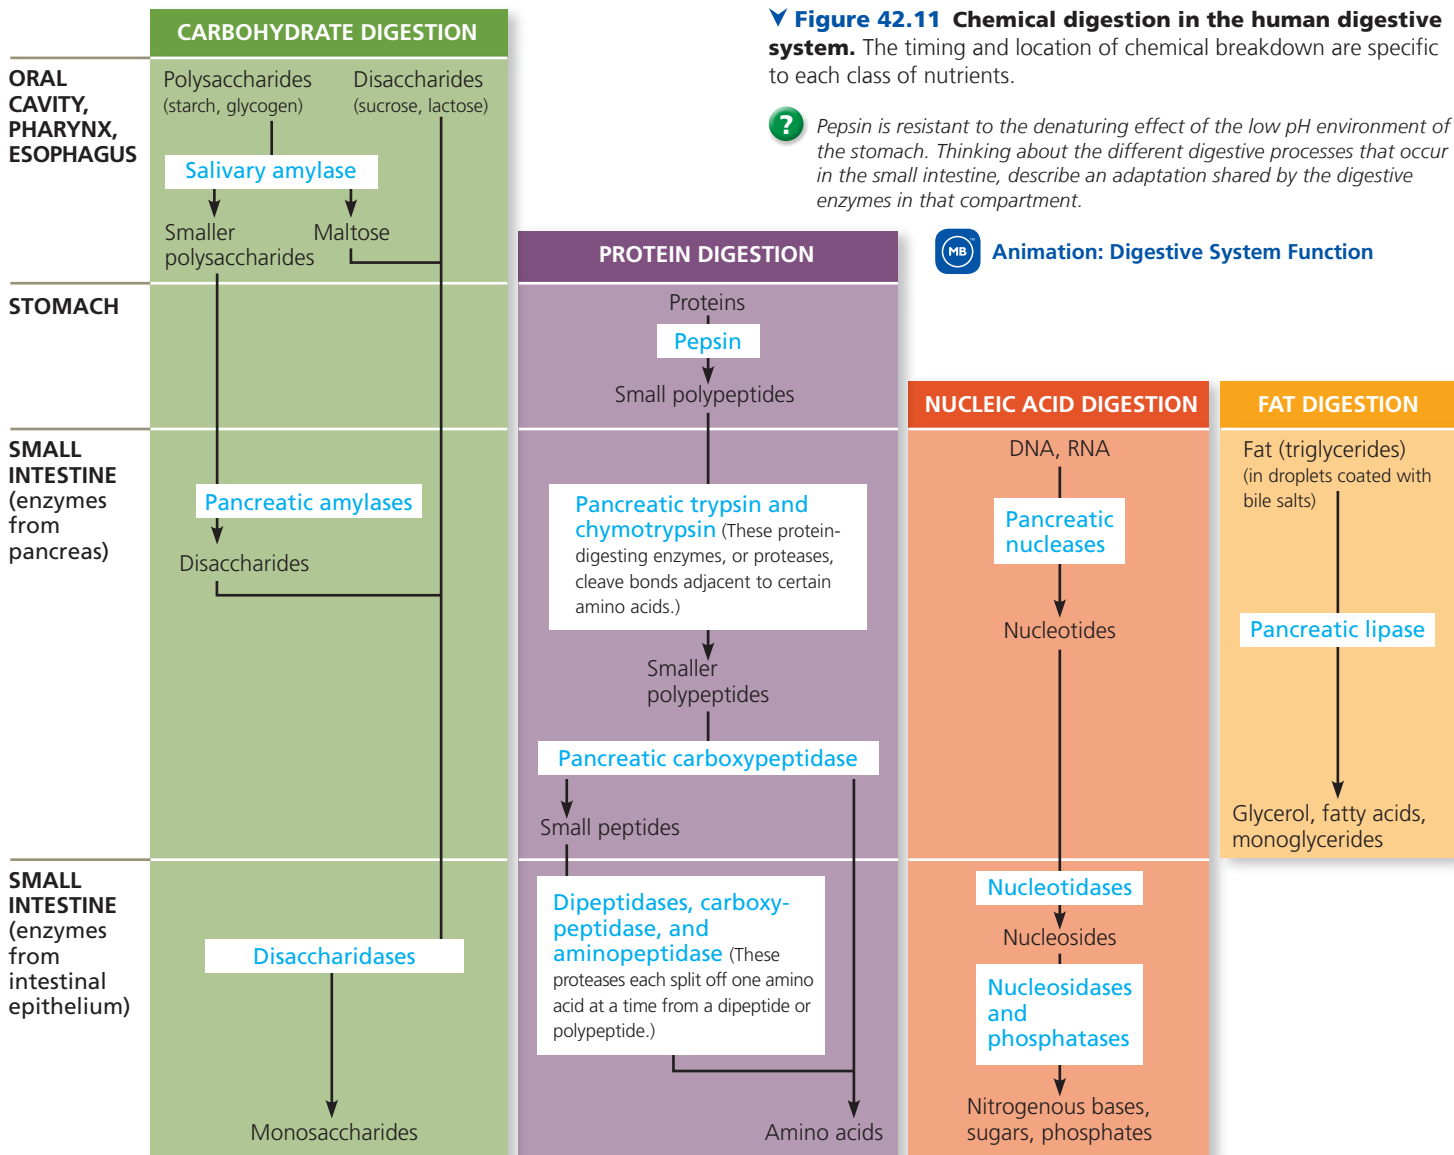 CARBOHYDRATE DIGESTION
ORAL
CAVITY,
PHARYNX,
ESOPHAGUS
Polysaccharides
(starch, glycogen)
Disaccharides
(sucrose, lactose)
Salivary amylase
Smaller
polysaccharides
Maltose
Figure 42.11 Chemical digestion in the human digestive
system. The timing and location of chemical breakdown are specific
to each class of nutrients.
? Pepsin is resistant to the denaturing effect of the low pH environment of
the stomach. Thinking about the different digestive processes that occur
in the small intestine, describe an adaptation shared by the digestive
enzymes in that compartment.
MB™ Animation: Digestive System Function
PROTEIN DIGESTION
STOMACH
Proteins
Pepsin
Small polypeptides
NUCLEIC ACID DIGESTION
FAT DIGESTION
SMALL
INTESTINE
(enzymes
from
pancreas)
Pancreatic amylases
Disaccharides
Pancreatic trypsin and
chymotrypsin (These protein-
digesting enzymes, or proteases,
cleave bonds adjacent to certain
amino acids.)
Smaller
polypeptides
Pancreatic carboxypeptidase
Small peptides
DNA, RNA
Pancreatic
nucleases
Nucleotides
Fat (triglycerides)
(in droplets coated with
bile salts)
Pancreatic lipase
Glycerol, fatty acids,
monoglycerides
SMALL
INTESTINE
(enzymes
from
intestinal
epithelium)
Disaccharidases
Monosaccharides
Dipeptidases, carboxy-
peptidase, and
aminopeptidase (These
proteases each split off one amino
acid at a time from a dipeptide or
polypeptide.)
Amino acids
Nucleotidases
Nucleosides
Nucleosidases
and
phosphatases
Nitrogenous bases,
sugars, phosphates